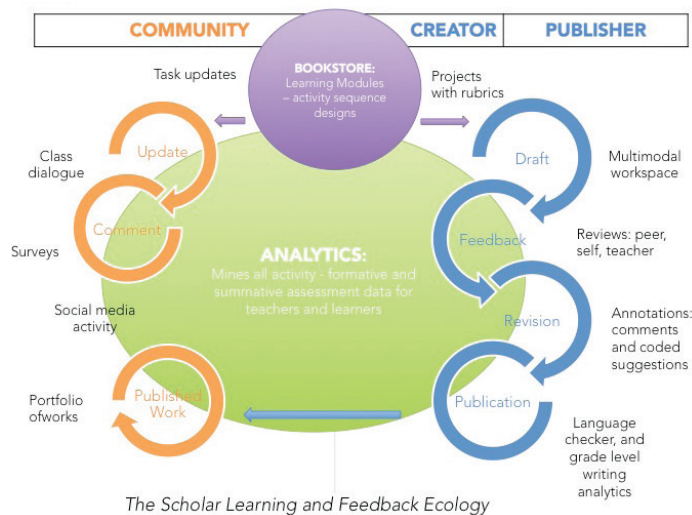 COMMUNITY
CREATOR
PUBLISHER
BOOKSTORE:
Learning Modules
– activity sequence
designs
Task updates
Projects
with rubrics
Update
Class
dialogue
Comment
Surveys
Social media
activity
Published
Work
Portfolio
ofworks
ANALYTICS:
Mines all activity - formative and
summative assessment data for
teachers and learners
Draft
Multimodal
workspace
Feedback
Reviews: peer,
self, teacher
Revision
Annotations:
comments
and coded
suggestions
Publication
Language
checker, and
grade level
writing
analytics
The Scholar Learning and Feedback Ecology